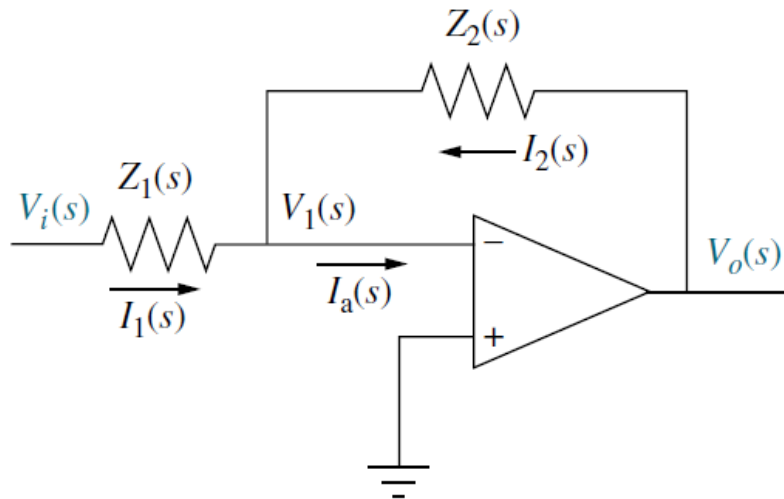 Z₂(s)
I₂(s)
Z₁(s)
Vᵢ(s)
V₁(s)
−
Vₒ(s)
I₁(s)
Iₐ(s)
+